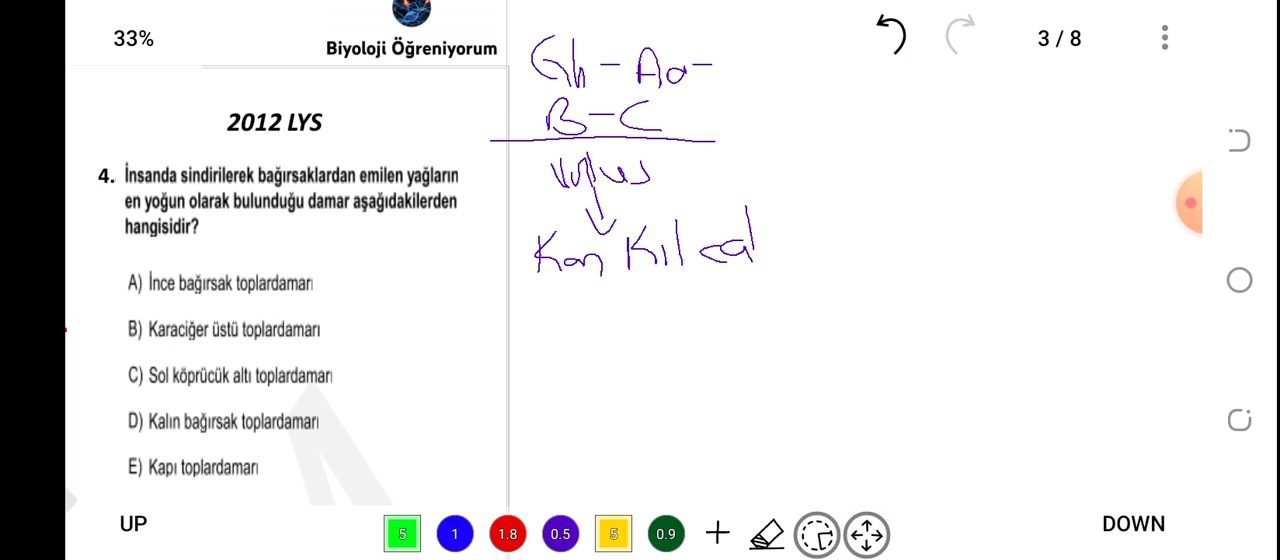 33%
Biyoloji Öğreniyorum
3 / 8
2012 LYS
4. İnsanda sindirilerek bağırsaklardan emilen yağların
en yoğun olarak bulunduğu damar aşağıdakilerden
hangisidir?
A) İnce bağırsak toplardamarı
B) Karaciğer üstü toplardamarı
C) Sol köprücük altı toplardamarı
D) Kalın bağırsak toplardamarı
E) Kapı toplardamarı
Gli - Aa -
B - C
Villus
Kan Kılcal
UP
5
1
1.8
0.5
5
0.9
DOWN